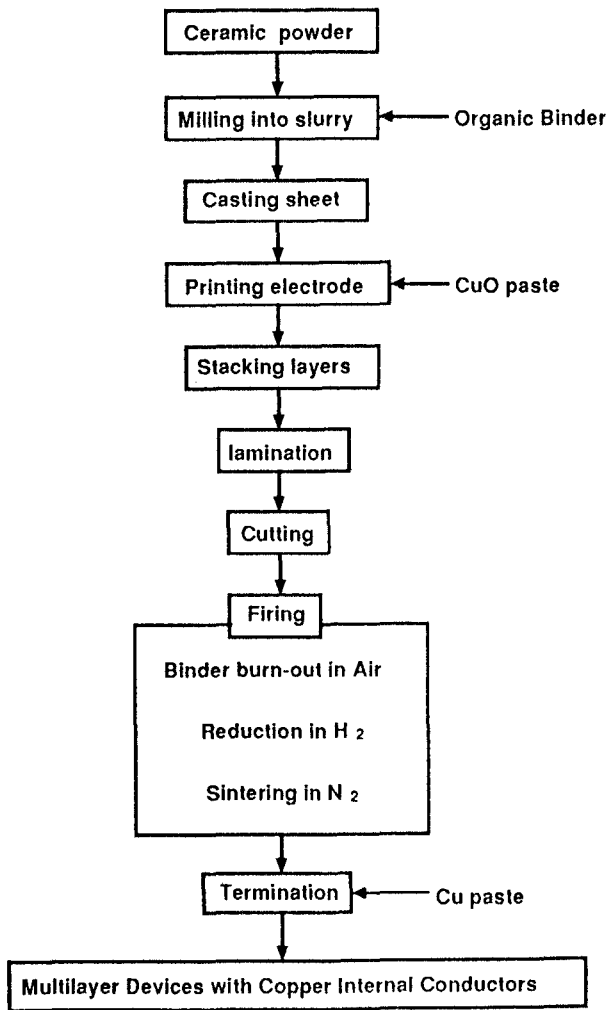 Ceramic powder
Milling into slurry
Organic Binder
Casting sheet
Printing electrode
CuO paste
Stacking layers
lamination
Cutting
Firing
Binder burn-out in Air
Reduction in H 2
Sintering in N 2
Termination
Cu paste
Multilayer Devices with Copper Internal Conductors